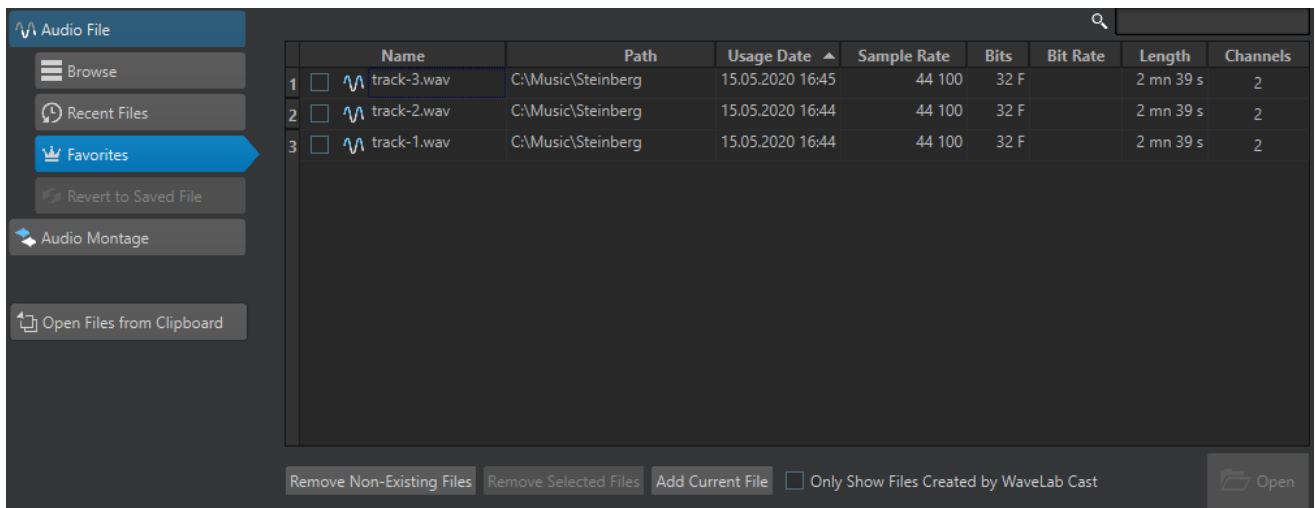 Audio File
Browse
Recent Files
Favorites
Revert to Saved File
Audio Montage
Open Files from Clipboard
Name Path Usage Date Sample Rate Bits Bit Rate Length Channels
1 track-3.wav C:\Music\Steinberg 15.05.2020 16:45 44 100 32 F 2 mn 39 s 2
2 track-2.wav C:\Music\Steinberg 15.05.2020 16:44 44 100 32 F 2 mn 39 s 2
3 track-1.wav C:\Music\Steinberg 15.05.2020 16:44 44 100 32 F 2 mn 39 s 2
Remove Non-Existing Files Remove Selected Files Add Current File Only Show Files Created by WaveLab Cast Open